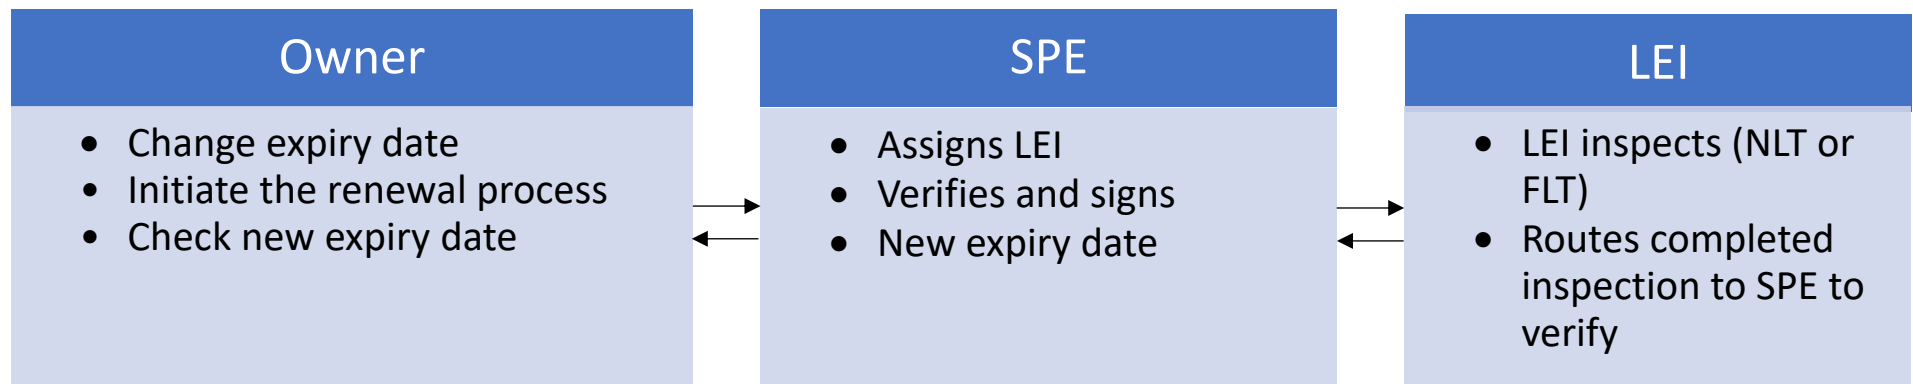 Owner
• Change expiry date
• Initiate the renewal process
• Check new expiry date
SPE
• Assigns LEI
• Verifies and signs
• New expiry date
LEI
• LEI inspects (NLT or
FLT)
• Routes completed
inspection to SPE to
verify